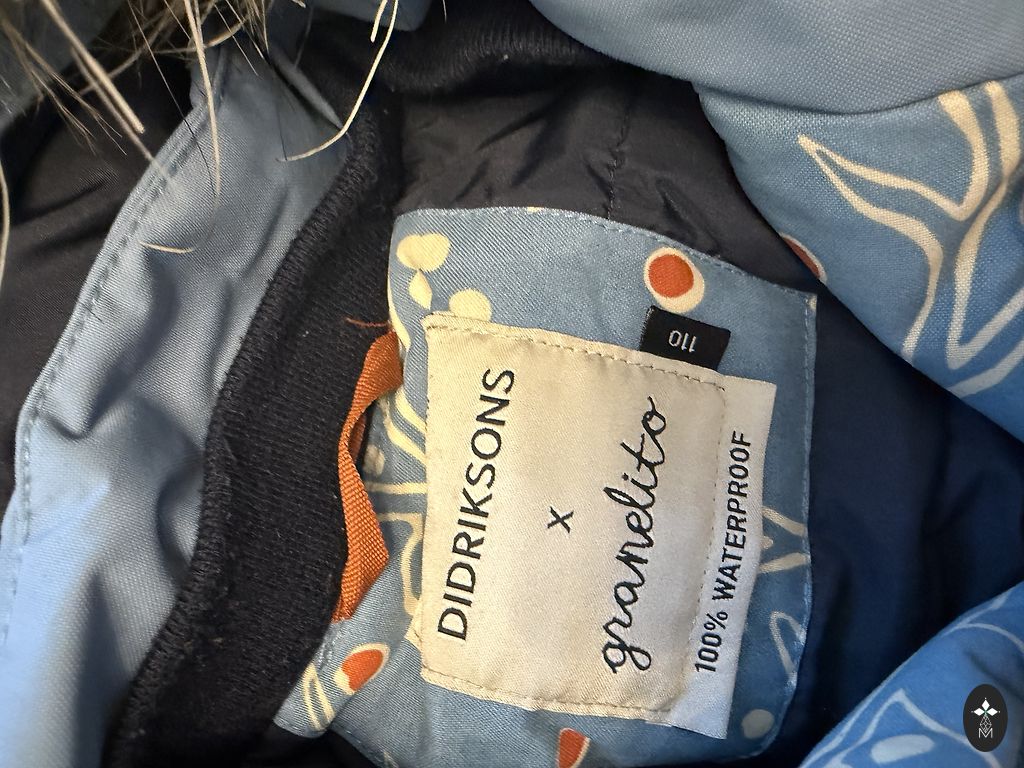 110
DIDRIKSONS
x
granelito
100% WATERPROOF
M